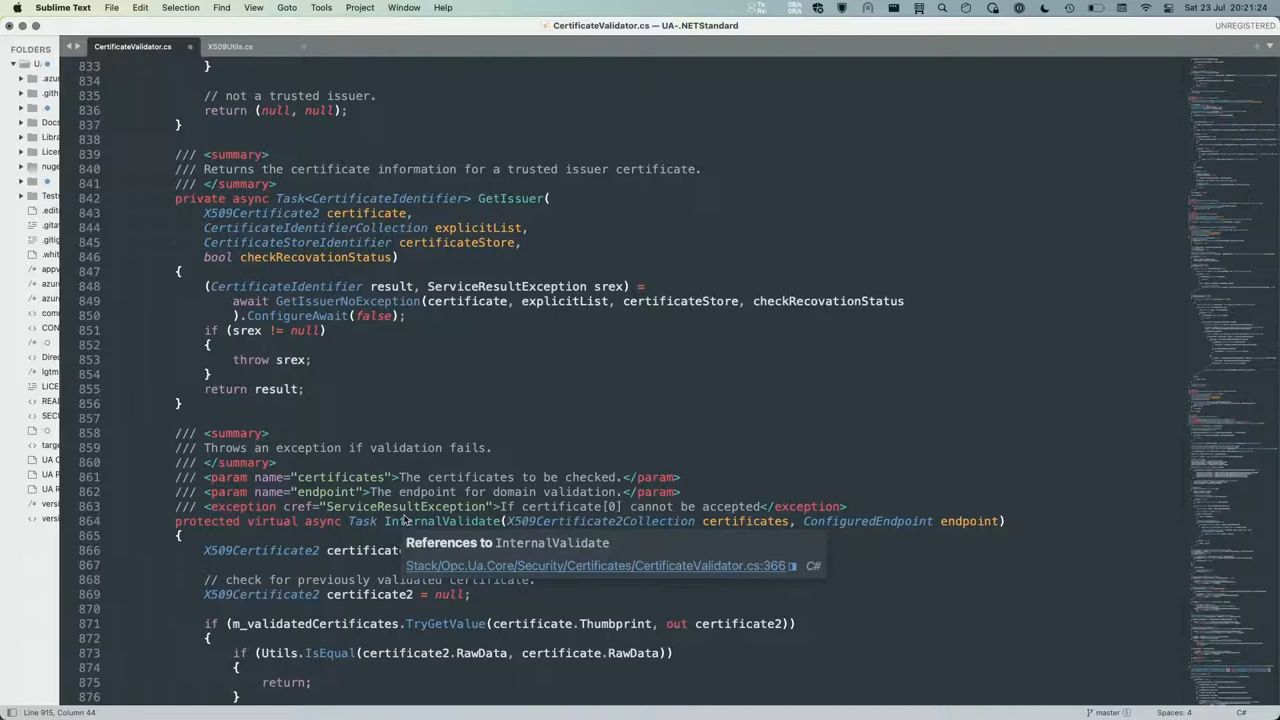 Sublime Text File Edit Selection Find View Goto Tools Project Window Help Sat 23 Jul 20:21:24
CertificateValidator.cs — UA-.NETStandard UNREGISTERED
FOLDERS CertificateValidator.cs X509Utils.cs
833 }
834
835 // not a trusted issuer.
836 return (null, null);
837 }
838
839 /// <summary>
840 /// Returns the certificate information for a trusted issuer certificate.
841 /// </summary>
842 private async Task<CertificateIdentifier> GetIssuer(
843 X509Certificate2 certificate,
844 CertificateIdentifierCollection explicitList,
845 CertificateStoreIdentifier certificateStore,
846 bool checkRecovationStatus)
847 {
848 (CertificateIdentifier result, ServiceResultException srex) =
849 await GetIssuerNoException(certificate, explicitList, certificateStore, checkRecovationStatus
850 ).ConfigureAwait(false);
851 if (srex != null)
852 {
853 throw srex;
854 }
855 return result;
856 }
857
858 /// <summary>
859 /// Throws an exception if validation fails.
860 /// </summary>
861 /// <param name="certificates">The certificates to be checked.</param>
862 /// <param name="endpoint">The endpoint for domain validation.</param>
863 /// <exception cref="ServiceResultException">If certificate[0] cannot be accepted</exception>
864 protected virtual async Task InternalValidate(X509Certificate2Collection certificates, ConfiguredEndpoint endpoint)
865 {
866 X509Certificate2
References to InternalValidate
867
C#
868 // check for previously validated certificate.
869 X509Certificate2 certificate2 = null;
870
871 if (m_validatedCertificates.TryGetValue(certificate.Thumbprint, out certificate2))
872 {
873 if (Utils.IsEqual(certificate2.RawData, certificate.RawData))
874 {
875 return;
876 }
Line 915, Column 44 master Spaces: 4 C#